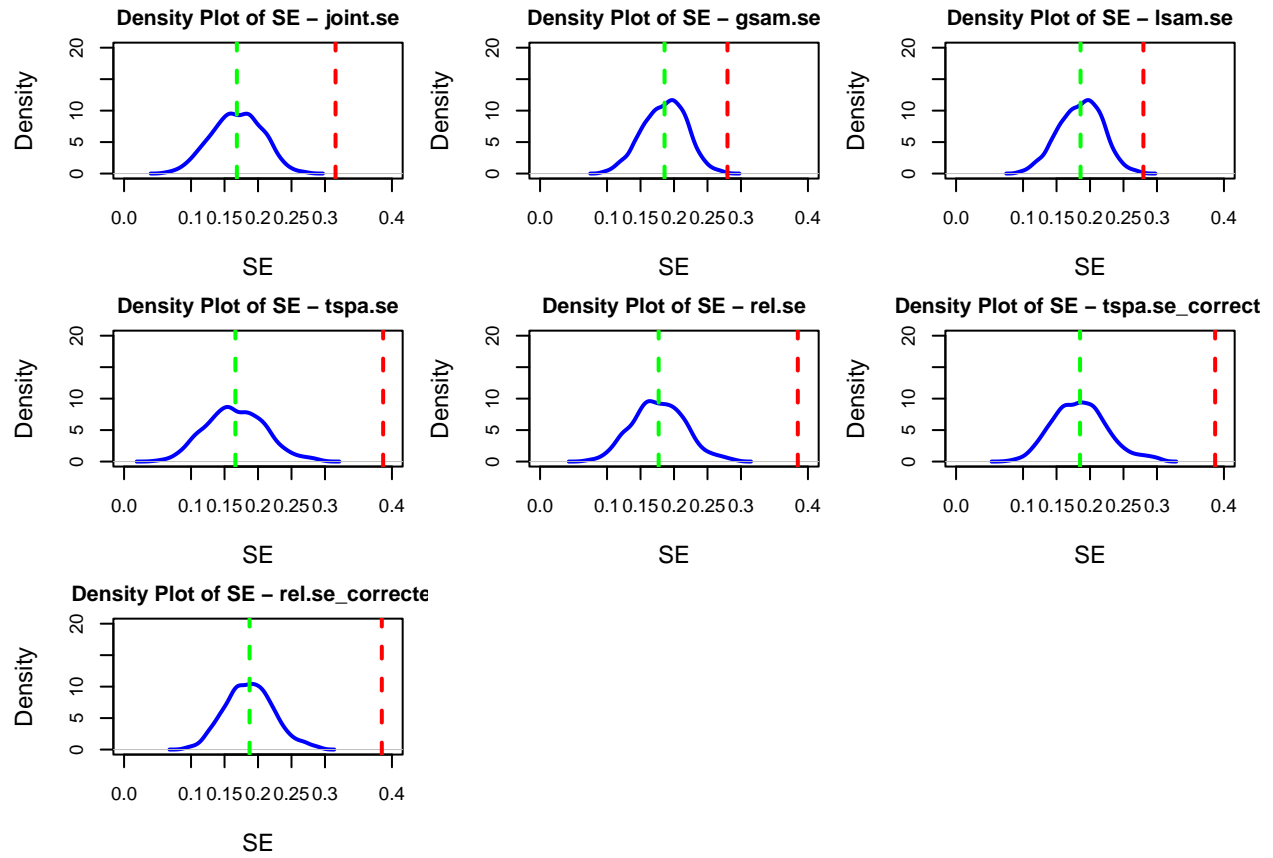 Density Plot of SE – joint.se
Density
0 5 10 20
0.0 0.1 0.15 0.2 0.25 0.3 0.4
SE
Density Plot of SE – gsam.se
Density
0 5 10 20
0.0 0.1 0.15 0.2 0.25 0.3 0.4
SE
Density Plot of SE – lsam.se
Density
0 5 10 20
0.0 0.1 0.15 0.2 0.25 0.3 0.4
SE
Density Plot of SE – tspa.se
Density
0 5 10 20
0.0 0.1 0.15 0.2 0.25 0.3 0.4
SE
Density Plot of SE – rel.se
Density
0 5 10 20
0.0 0.1 0.15 0.2 0.25 0.3 0.4
SE
Density Plot of SE – tspa.se_correct
Density
0 5 10 20
0.0 0.1 0.15 0.2 0.25 0.3 0.4
SE
Density Plot of SE – rel.se_correcte
Density
0 5 10 20
0.0 0.1 0.15 0.2 0.25 0.3 0.4
SE